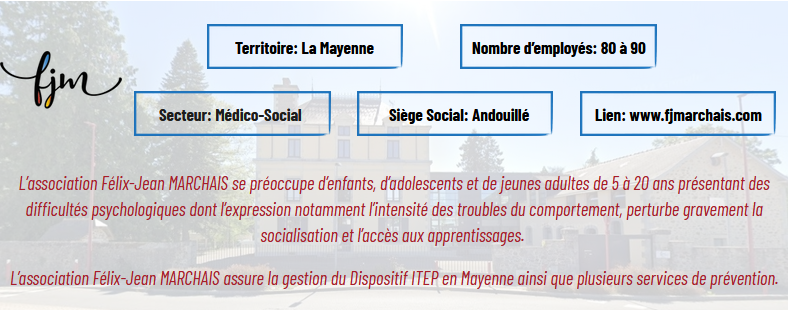 Territoire: La Mayenne
Nombre d'employés: 80 à 90
fjm
Secteur: Médico-Social
Siège Social: Andouillé
Lien: www.fjmarchais.com
L'association Félix-Jean MARCHAIS se préoccupe d'enfants, d'adolescents et de jeunes adultes de 5 à 20 ans présentant des
difficultés psychologiques dont l'expression notamment l'intensité des troubles du comportement, perturbe gravement la
socialisation et l'accès aux apprentissages.
L'association Félix-Jean MARCHAIS assure la gestion du Dispositif ITEP en Mayenne ainsi que plusieurs services de prévention.